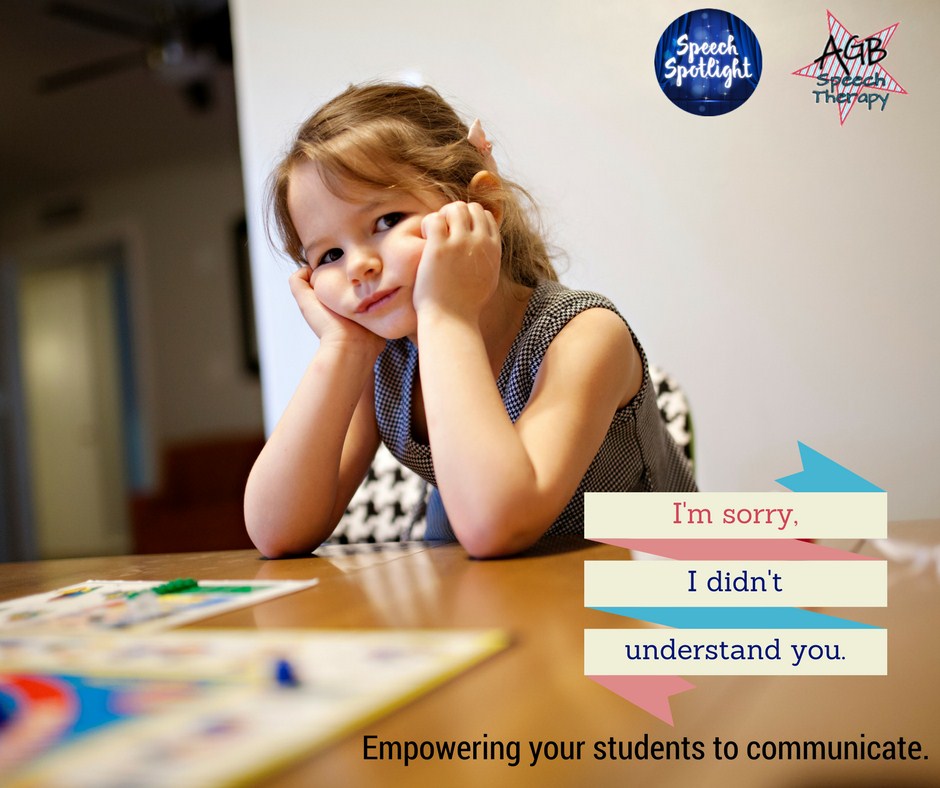 Speech
Spotlight
AGB
Speech
Therapy
I'm sorry,
I didn't
understand you.
Empowering your students to communicate.